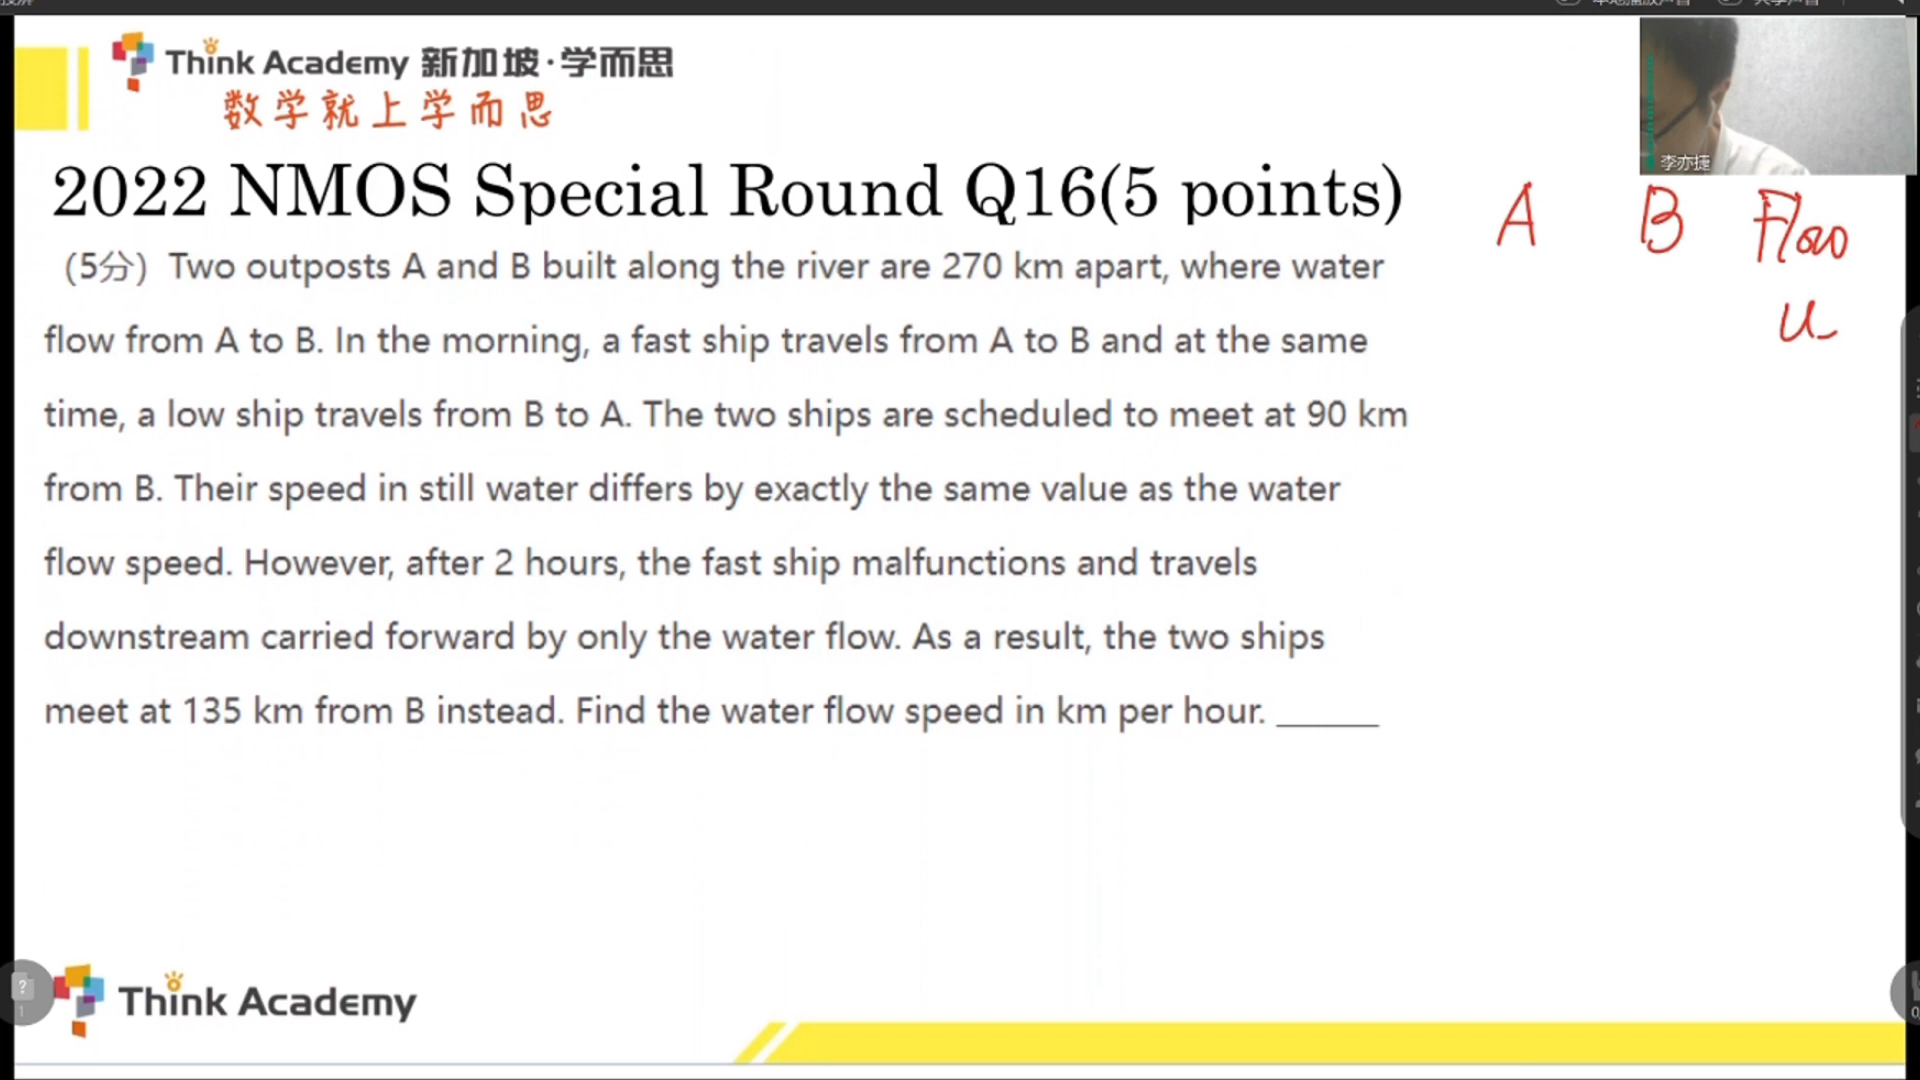 Think Academy 新加坡·学而思
数学就上学而思
李亦捷
2022 NMOS Special Round Q16(5 points)
A B Flow
u
(5分) Two outposts A and B built along the river are 270 km apart, where water
flow from A to B. In the morning, a fast ship travels from A to B and at the same
time, a low ship travels from B to A. The two ships are scheduled to meet at 90 km
from B. Their speed in still water differs by exactly the same value as the water
flow speed. However, after 2 hours, the fast ship malfunctions and travels
downstream carried forward by only the water flow. As a result, the two ships
meet at 135 km from B instead. Find the water flow speed in km per hour. ______
? 1
Think Academy